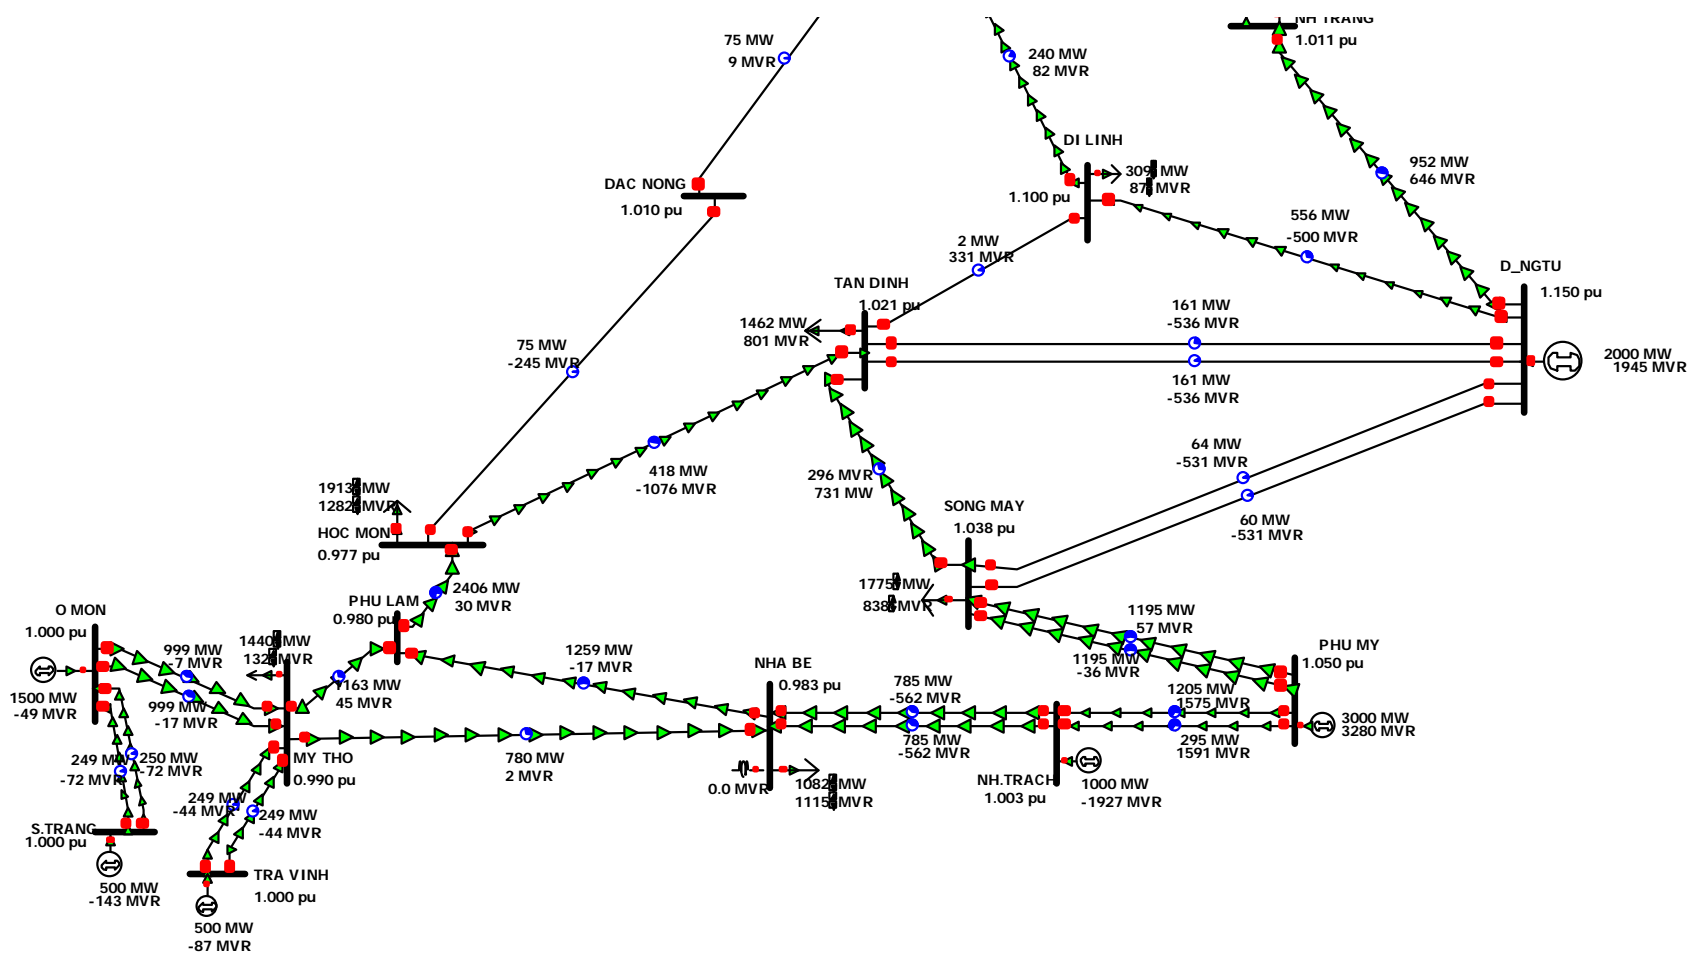 NH TRANG
1.011 pu
75 MW
9 MVR
240 MW
82 MVR
DI LINH
309 MW
87 MVR
1.100 pu
952 MW
646 MVR
DAC NONG
1.010 pu
556 MW
-500 MVR
2 MW
331 MVR
D_NGTU
1.150 pu
TAN DINH
1.021 pu
161 MW
-536 MVR
1462 MW
801 MVR
75 MW
-245 MVR
2000 MW
1945 MVR
161 MW
-536 MVR
64 MW
-531 MVR
418 MW
-1076 MVR
296 MVR
731 MW
1913 MW
1282 MVR
HOC MON
0.977 pu
SONG MAY
1.038 pu
60 MW
-531 MVR
1775 MW
838 MVR
2406 MW
30 MVR
PHU LAM
0.980 pu
O MON
1.000 pu
1195 MW
57 MVR
PHU MY
1.050 pu
999 MW
-7 MVR
1440 MW
132 MVR
1259 MW
-17 MVR
NHA BE
0.983 pu
1195 MW
-36 MVR
1163 MW
45 MVR
785 MW
-562 MVR
1205 MW
1575 MVR
1500 MW
-49 MVR
999 MW
-17 MVR
3000 MW
3280 MVR
785 MW
-562 MVR
295 MW
1591 MVR
249 MW
-72 MVR
250 MW
-72 MVR
MY THO
0.990 pu
780 MW
2 MVR
0.0 MVR
1082 MW
1115 MVR
NH.TRACH
1.003 pu
1000 MW
-1927 MVR
249 MW
-44 MVR
249 MW
-44 MVR
S.TRANG
1.000 pu
500 MW
-143 MVR
TRA VINH
1.000 pu
500 MW
-87 MVR